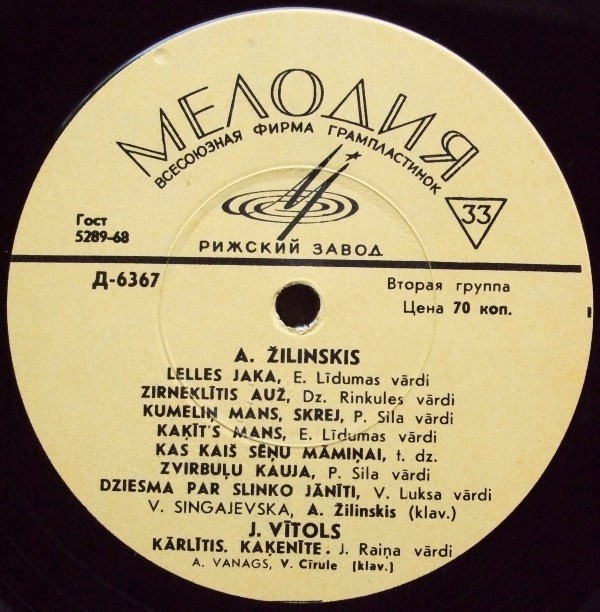 МЕЛОДИЯ
ВСЕСОЮЗНАЯ ФИРМА ГРАМПЛАСТИНОК
33
Гост
5289-68
РИЖСКИЙ ЗАВОД
Д-6367
Вторая группа
Цена 70 коп.
A. ŽILINSKIS
LELLES JAKA, E. Līdumas vārdi
ZIRNEKLĪTIS AUŽ, Dz. Rinkules vārdi
KUMELIŅ MANS, SKREJ, P. Sila vārdi
KAĶĪT'S MANS, E. Līdumas vārdi
KAS KAIŠ SĒŅU MĀMIŅAI, t. dz.
ZVIRBUĻU KAUJA, P. Sila vārdi
DZIESMA PAR SLINKO JĀNĪTI, V. Luksa vārdi
V. SINGAJEVSKA, A. Žilinskis (klav.)
J. VĪTOLS
KĀRLĪTIS. KAĶENĪTE. J. Raiņa vārdi
A. VANAGS, V. Cīrule (klav.)